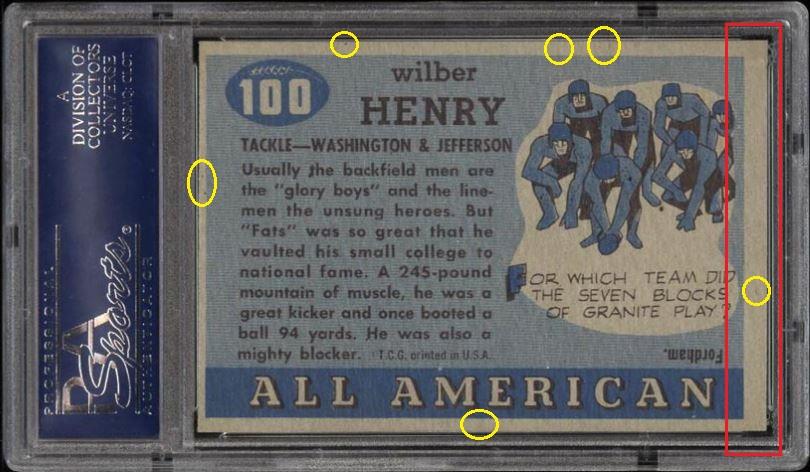 A
DIVISION OF
COLLECTORS
UNIVERSE
NASDAQ: CLCT
PROFESSIONAL
PSA
Sports
AUTHENTICATOR
®
100
wilber
HENRY
TACKLE—WASHINGTON & JEFFERSON
Usually the backfield men are
the "glory boys" and the line-
men the unsung heroes. But
"Fats" was so great that he
vaulted his small college to
national fame. A 245-pound
mountain of muscle, he was a
great kicker and once booted a
ball 94 yards. He was also a
mighty blocker. T.C.G. printed in U.S.A.
FOR WHICH TEAM DID
THE SEVEN BLOCKS
OF GRANITE PLAY?
Fordham.
ALL AMERICAN